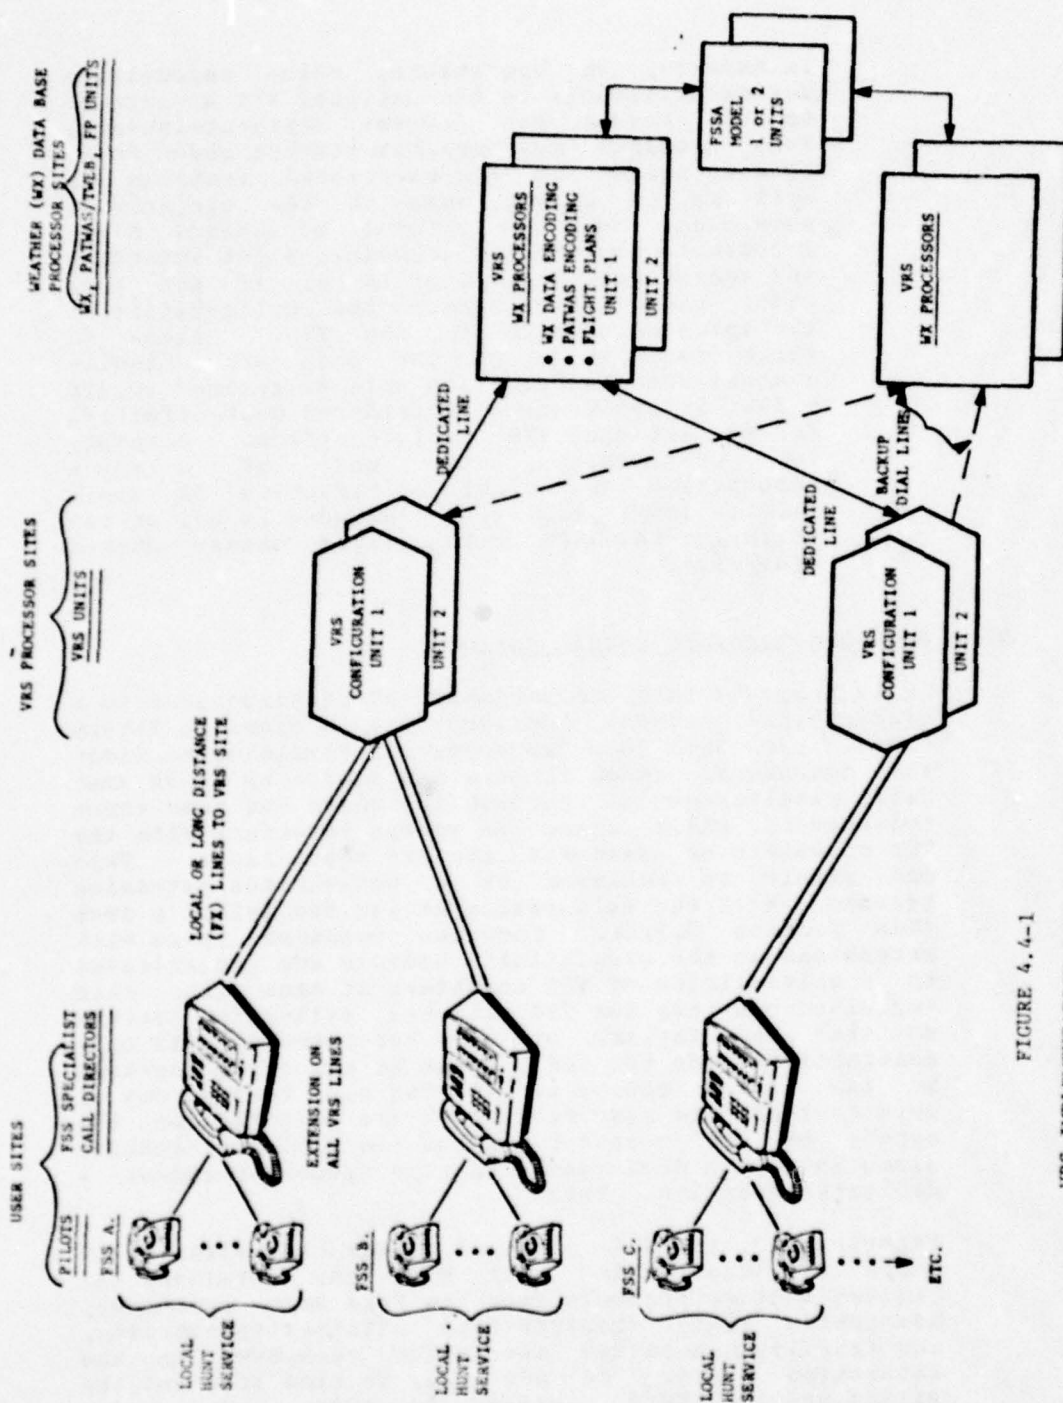 USER SITES
PILOTS
FSS SPECIALIST
CALL DIRECTORS
VRS PROCESSOR SITES
VRS UNITS
WEATHER (WX) DATA BASE
PROCESSOR SITES
WX, PATWAS/TWEB, FP UNITS
FSS A.
LOCAL
HUNT
SERVICE
EXTENSION ON
ALL VRS LINES
LOCAL OR LONG DISTANCE
(FX) LINES TO VRS SITE
VRS
CONFIGURATION
UNIT 1
UNIT 2
DEDICATED
LINE
VRS
WX PROCESSORS
• WX DATA ENCODING
• PATWAS ENCODING
• FLIGHT PLANS
UNIT 1
UNIT 2
FSSA
MODEL
1 or 2
UNITS
FSS B.
LOCAL
HUNT
SERVICE
FSS C.
LOCAL
HUNT
SERVICE
ETC.
DEDICATED
LINE
BACKUP
DIAL LINES
VRS
CONFIGURATION
UNIT 1
UNIT 2
VRS
WX PROCESSORS
FIGURE 4.4-1